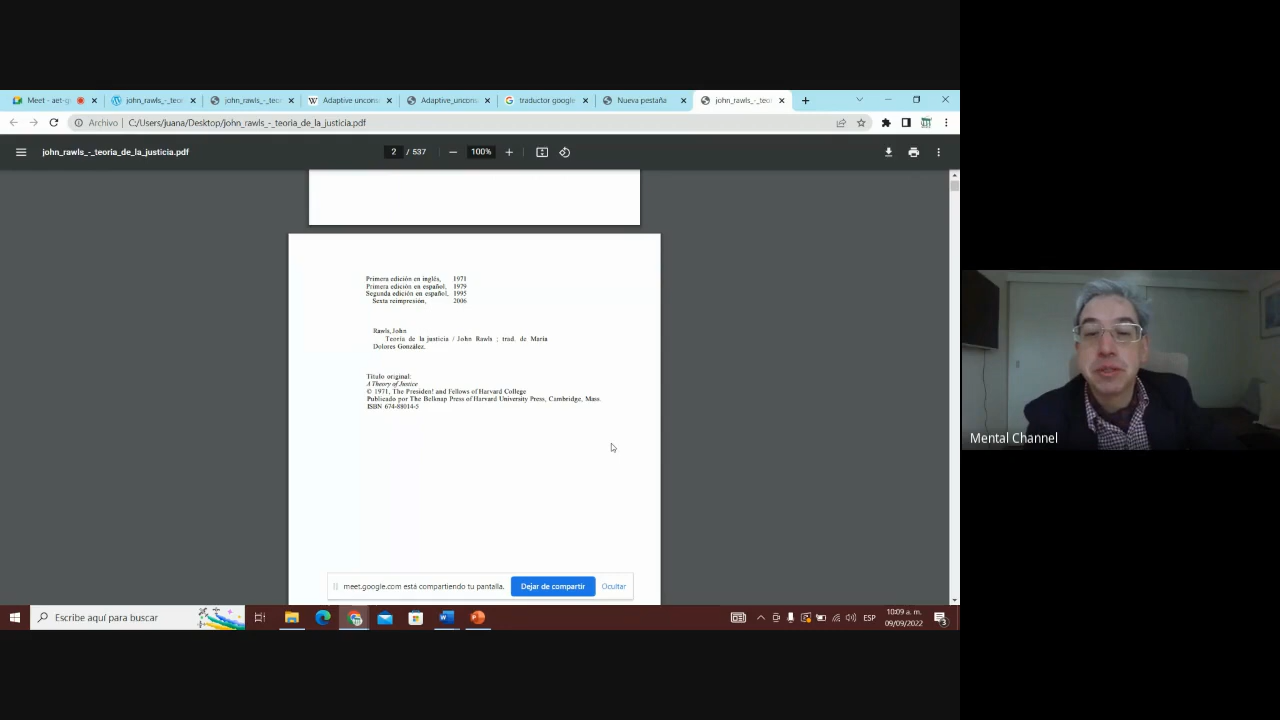 Meet - aet-g
john_rawls_-_teor
john_rawls_-_teo
Adaptive uncons
Adaptive_uncons
traductor google
Nueva pestaña
john_rawls_-_teo
Archivo
C:/Users/juana/Desktop/john_rawls_-_teoria_de_la_justicia.pdf
john_rawls_-_teoria_de_la_justicia.pdf
2 / 537
100%
Primera edición en inglés, 1971
Primera edición en español, 1979
Segunda edición en español, 1995
Sexta reimpresión, 2006
Rawls, John
Teoría de la justicia / John Rawls ; trad. de María
Dolores González.
Título original:
A Theory of Justice
© 1971, The President and Fellows of Harvard College
Publicado por The Belknap Press of Harvard University Press, Cambridge, Mass.
ISBN 674-88014-5
Mental Channel
meet.google.com está compartiendo tu pantalla.
Dejar de compartir
Ocultar
Escribe aquí para buscar
ESP
10:09 a. m.
09/09/2022
3